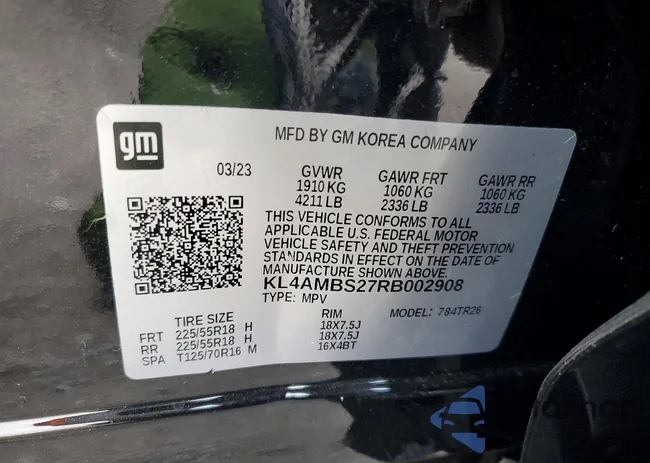 gm
MFD BY GM KOREA COMPANY
03/23 GVWR GAWR FRT GAWR RR
1910 KG 1060 KG 1060 KG
4211 LB 2336 LB 2336 LB
THIS VEHICLE CONFORMS TO ALL
APPLICABLE U.S. FEDERAL MOTOR
VEHICLE SAFETY AND THEFT PREVENTION
STANDARDS IN EFFECT ON THE DATE OF
MANUFACTURE SHOWN ABOVE.
KL4AMBS27RB002908
TYPE: MPV MODEL: 784TR26
TIRE SIZE RIM
FRT 225/55R18 H 18X7.5J
RR 225/55R18 H 18X7.5J
SPA T125/70R16 M 16X4BT